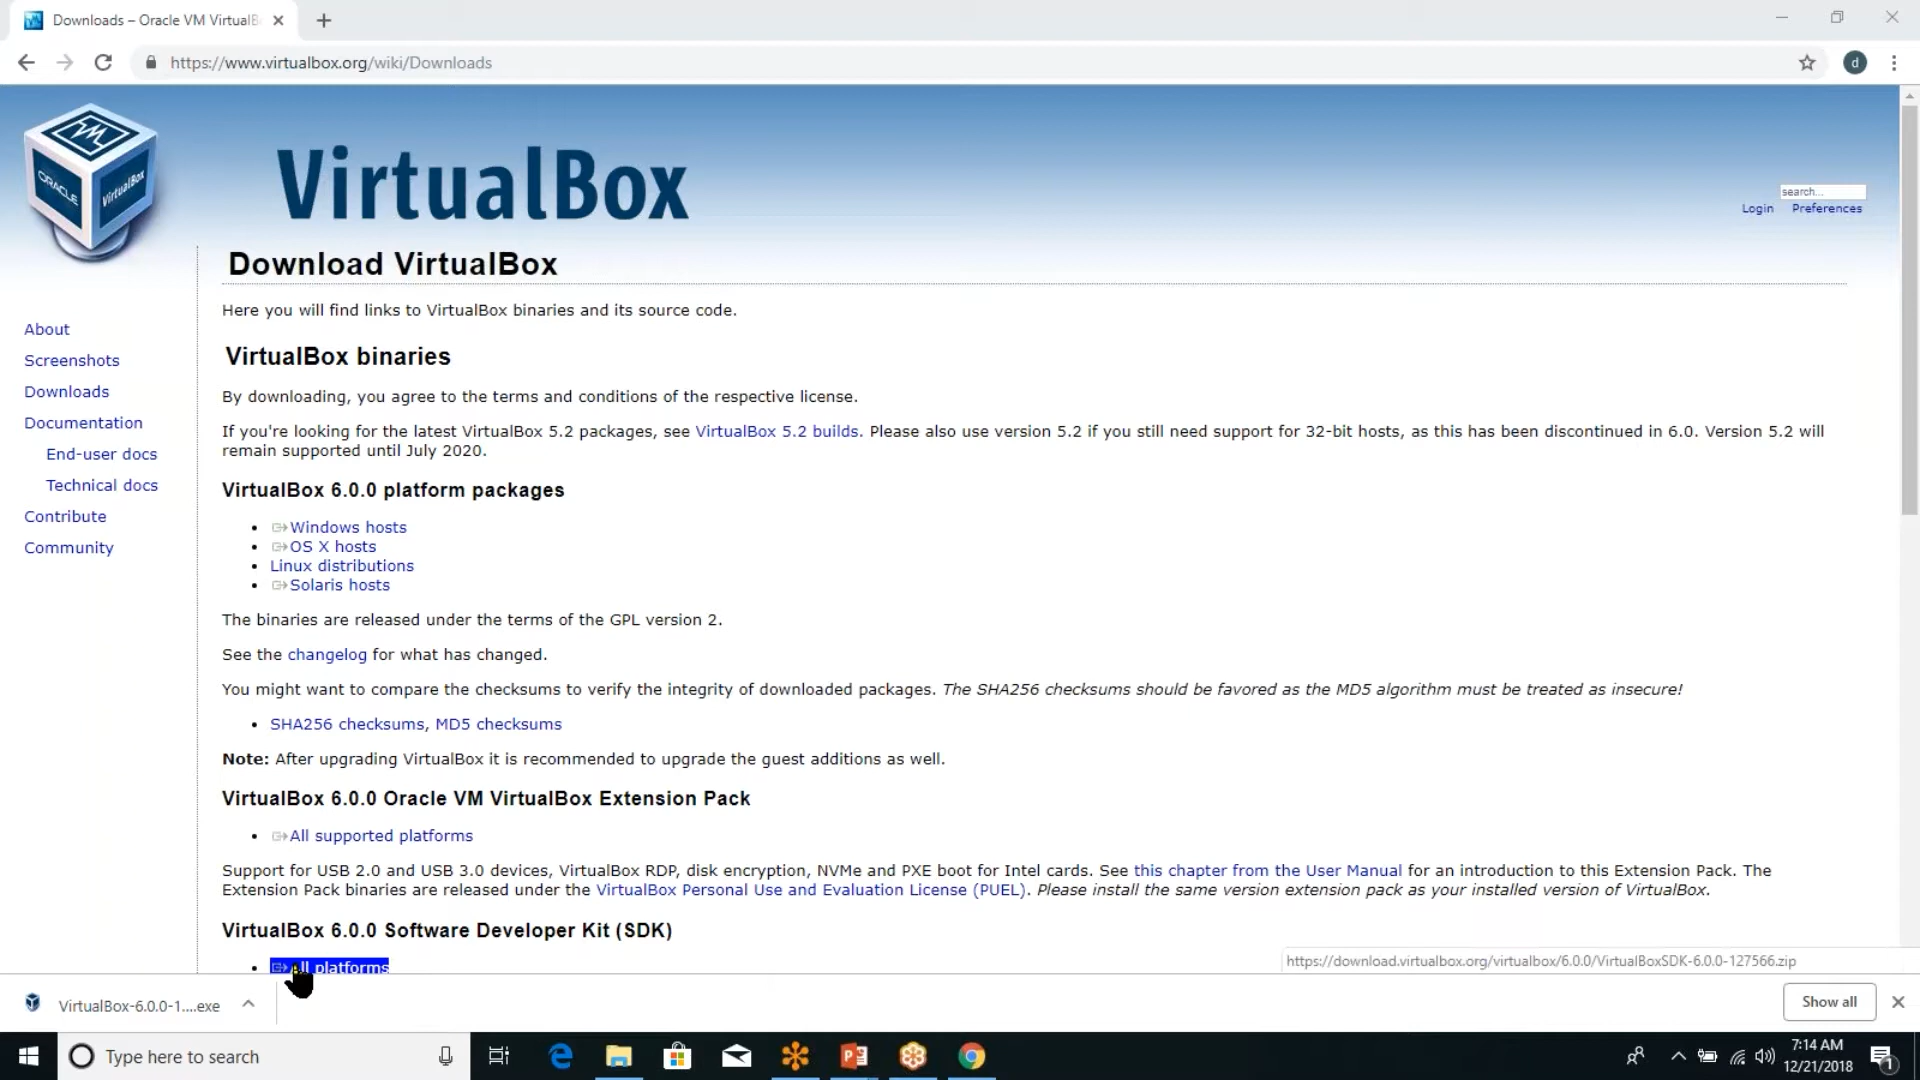 Downloads – Oracle VM VirtualB
https://www.virtualbox.org/wiki/Downloads
d
ORACLE
VirtualBox
VirtualBox
search...
Login Preferences
Download VirtualBox
Here you will find links to VirtualBox binaries and its source code.
About
Screenshots
Downloads
Documentation
End-user docs
Technical docs
Contribute
Community
VirtualBox binaries
By downloading, you agree to the terms and conditions of the respective license.
If you're looking for the latest VirtualBox 5.2 packages, see VirtualBox 5.2 builds. Please also use version 5.2 if you still need support for 32-bit hosts, as this has been discontinued in 6.0. Version 5.2 will
remain supported until July 2020.
VirtualBox 6.0.0 platform packages
• Windows hosts
• OS X hosts
• Linux distributions
• Solaris hosts
The binaries are released under the terms of the GPL version 2.
See the changelog for what has changed.
You might want to compare the checksums to verify the integrity of downloaded packages. The SHA256 checksums should be favored as the MD5 algorithm must be treated as insecure!
• SHA256 checksums, MD5 checksums
Note: After upgrading VirtualBox it is recommended to upgrade the guest additions as well.
VirtualBox 6.0.0 Oracle VM VirtualBox Extension Pack
• All supported platforms
Support for USB 2.0 and USB 3.0 devices, VirtualBox RDP, disk encryption, NVMe and PXE boot for Intel cards. See this chapter from the User Manual for an introduction to this Extension Pack. The
Extension Pack binaries are released under the VirtualBox Personal Use and Evaluation License (PUEL). Please install the same version extension pack as your installed version of VirtualBox.
VirtualBox 6.0.0 Software Developer Kit (SDK)
• All platforms
https://download.virtualbox.org/virtualbox/6.0.0/VirtualBoxSDK-6.0.0-127566.zip
VirtualBox-6.0.0-1....exe
Show all
Type here to search
7:14 AM
12/21/2018
1